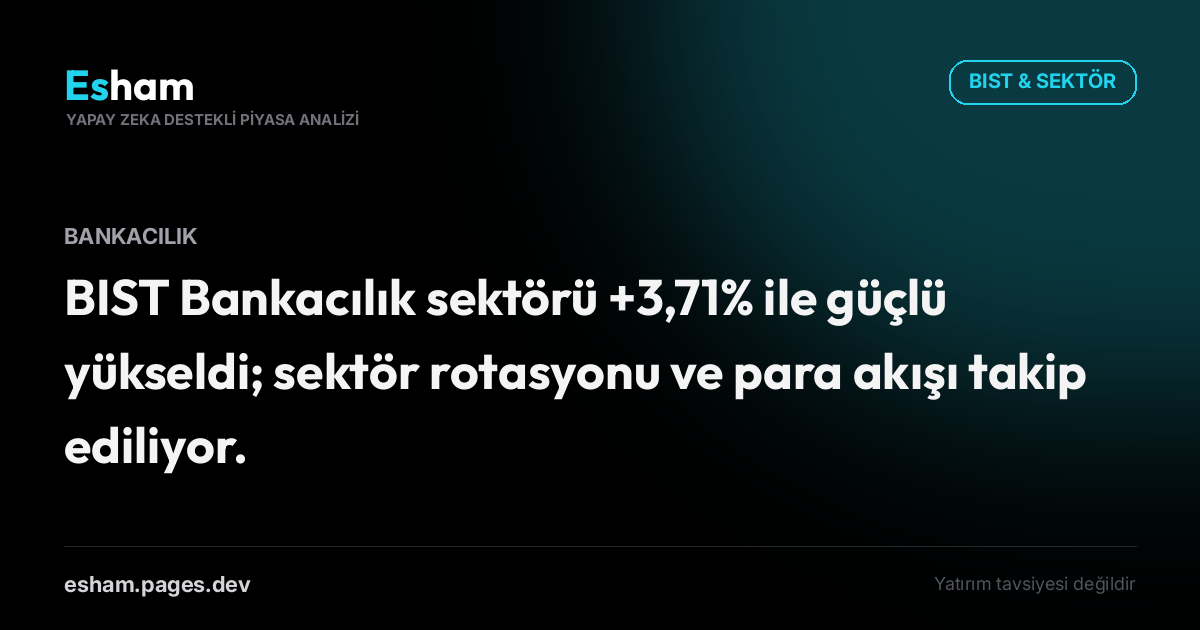 Esham
BIST & SEKTÖR
YAPAY ZEKA DESTEKLİ PİYASA ANALİZİ
BANKACILIK
BIST Bankacılık sektörü +3,71% ile güçlü
yükseldi; sektör rotasyonu ve para akışı takip
ediliyor.
esham.pages.dev
Yatırım tavsiyesi değildir